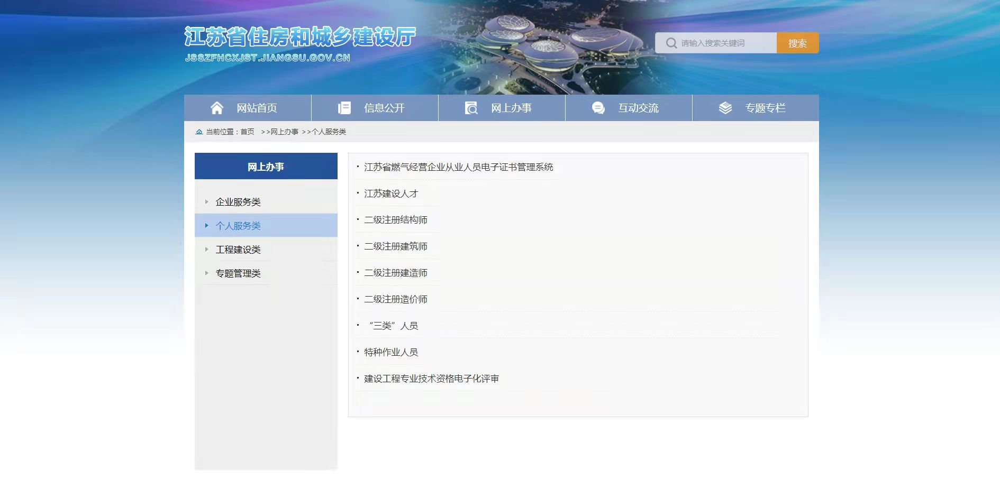 江苏省住房和城乡建设厅
JSSZFHCXJST.JIANGSU.GOV.CN
请输入搜索关键词 搜索
网站首页 信息公开 网上办事 互动交流 专题专栏
当前位置：首页 >>网上办事 >>个人服务类
网上办事
企业服务类
个人服务类
工程建设类
专题管理类
· 江苏省燃气经营企业从业人员电子证书管理系统
· 江苏建设人才
· 二级注册结构师
· 二级注册建筑师
· 二级注册建造师
· 二级注册造价师
· “三类”人员
· 特种作业人员
· 建设工程专业技术资格电子化评审